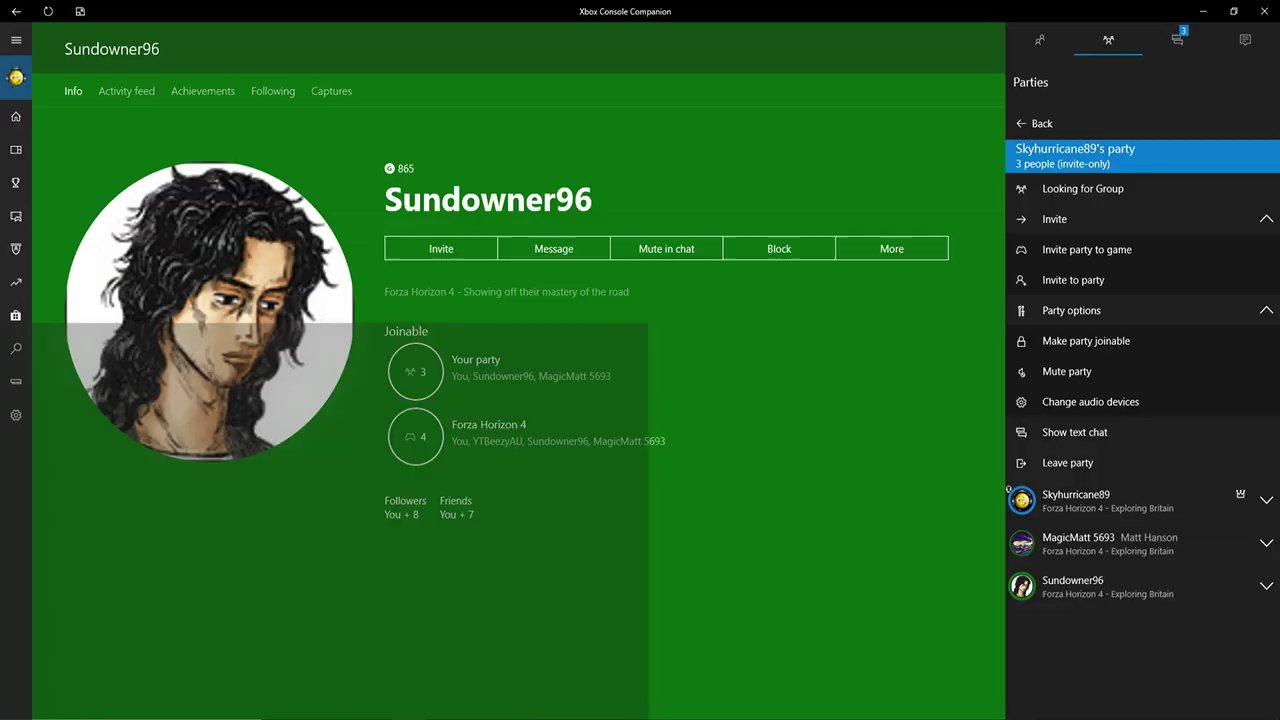 Xbox Console Companion
Sundowner96
Info Activity feed Achievements Following Captures
G 865
Sundowner96
Invite Message Mute in chat Block More
Forza Horizon 4 - Showing off their mastery of the road
Joinable
3
Your party
You, Sundowner96, MagicMatt 5693
4
Forza Horizon 4
You, YTBeezyAU, Sundowner96, MagicMatt 5693
Followers Friends
You + 8 You + 7
3
Parties
Back
Skyhurricane89's party
3 people (invite-only)
Looking for Group
Invite
Invite party to game
Invite to party
Party options
Make party joinable
Mute party
Change audio devices
Show text chat
Leave party
Skyhurricane89
Forza Horizon 4 - Exploring Britain
MagicMatt 5693 Matt Hanson
Forza Horizon 4 - Exploring Britain
Sundowner96
Forza Horizon 4 - Exploring Britain